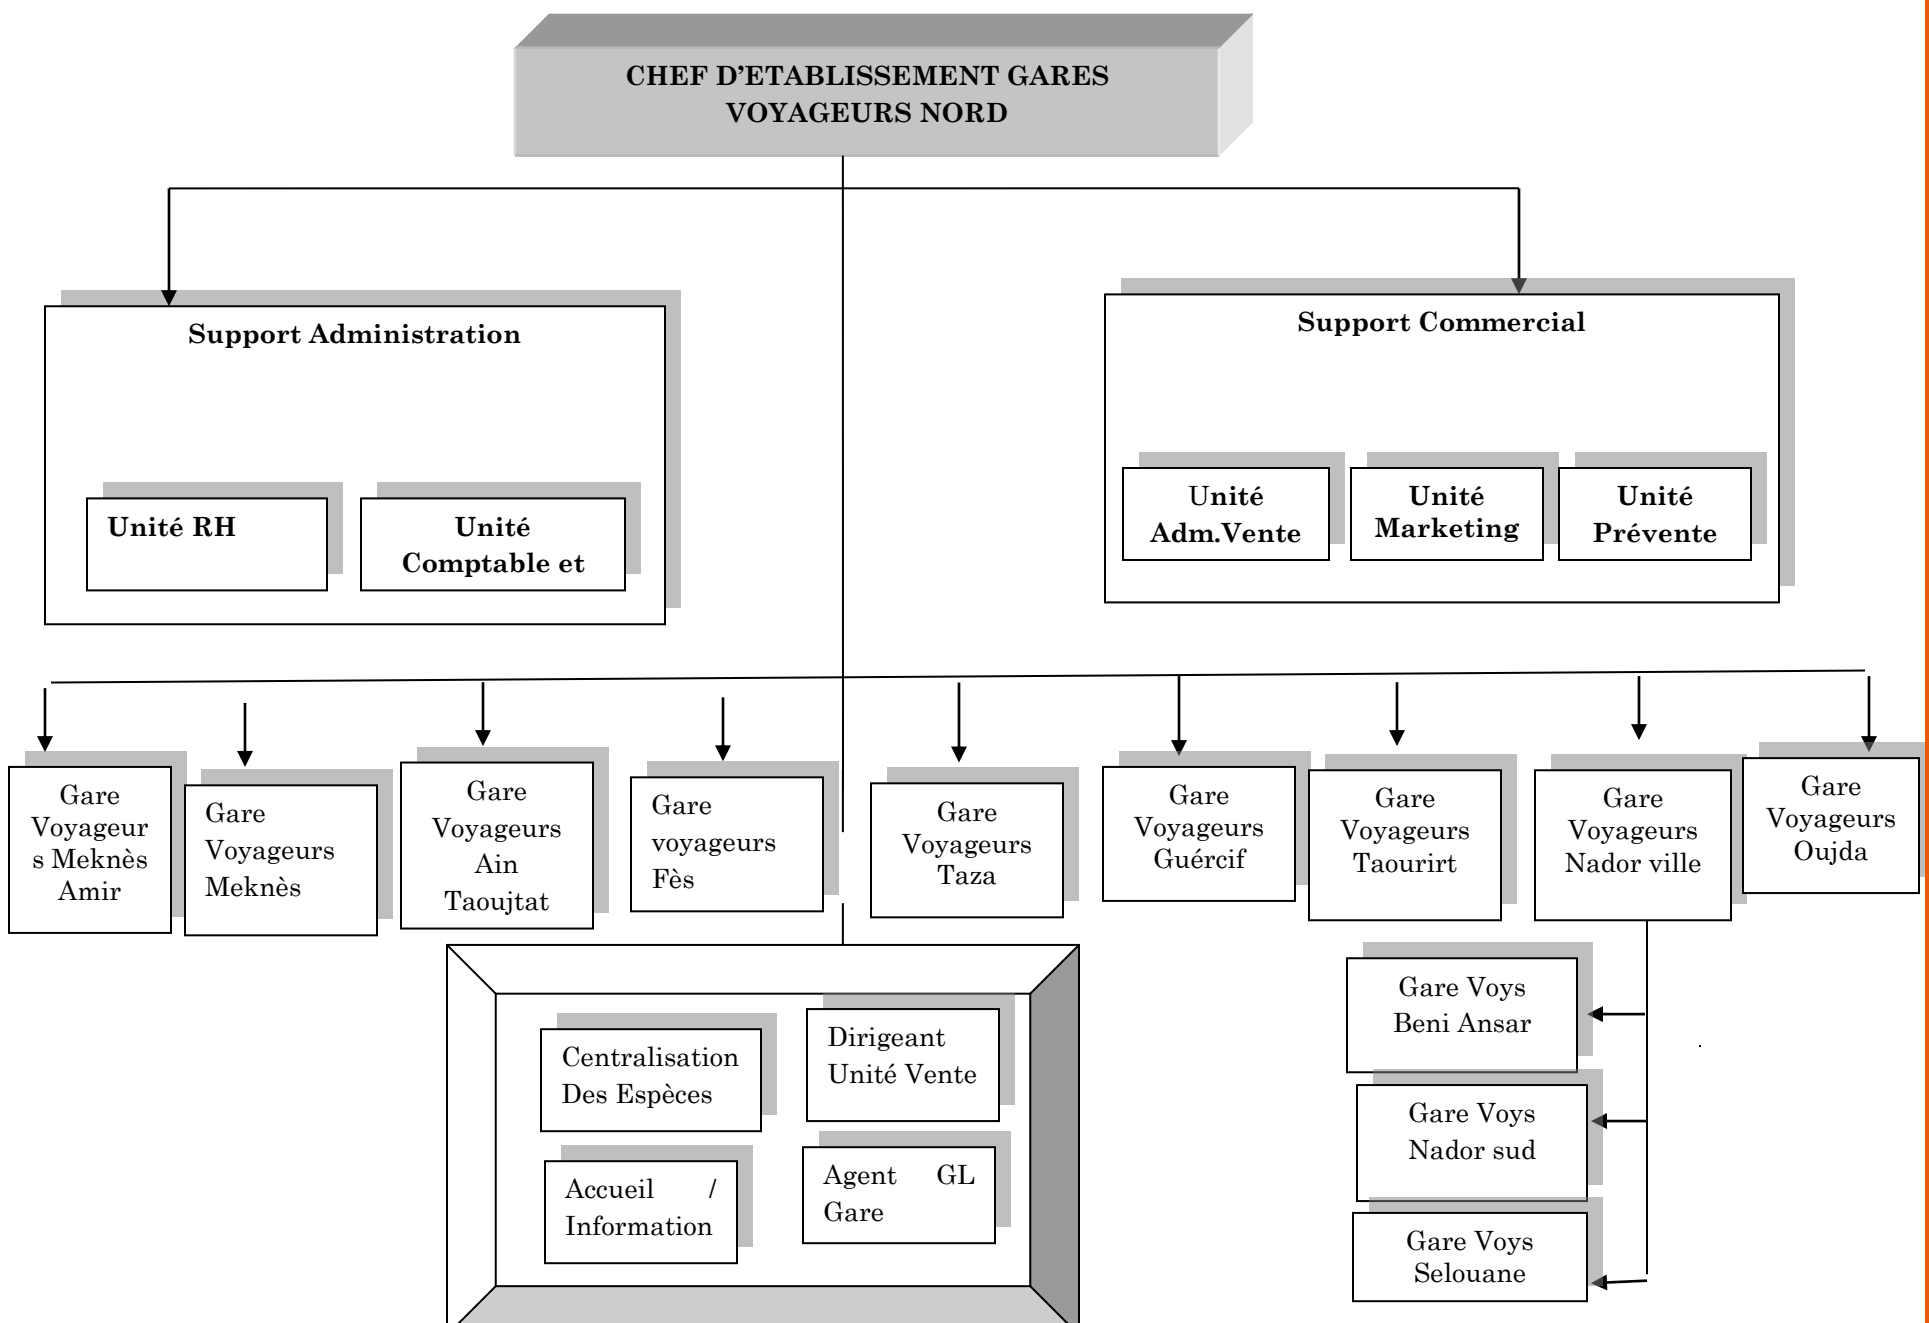 CHEF D'ETABLISSEMENT GARES
VOYAGEURS NORD
Support Administration
Unité RH
Unité
Comptable et
Support Commercial
Unité
Adm.Vente
Unité
Marketing
Unité
Prévente
Gare
Voyageur
s Meknès
Amir
Gare
Voyageurs
Meknès
Gare
Voyageurs
Ain
Taoujtat
Gare
voyageurs
Fès
Gare
Voyageurs
Taza
Gare
Voyageurs
Guércif
Gare
Voyageurs
Taourirt
Gare
Voyageurs
Nador ville
Gare
Voyageurs
Oujda
Centralisation
Des Espèces
Dirigeant
Unité Vente
Accueil /
Information
Agent GL
Gare
Gare Voys
Beni Ansar
Gare Voys
Nador sud
Gare Voys
Selouane